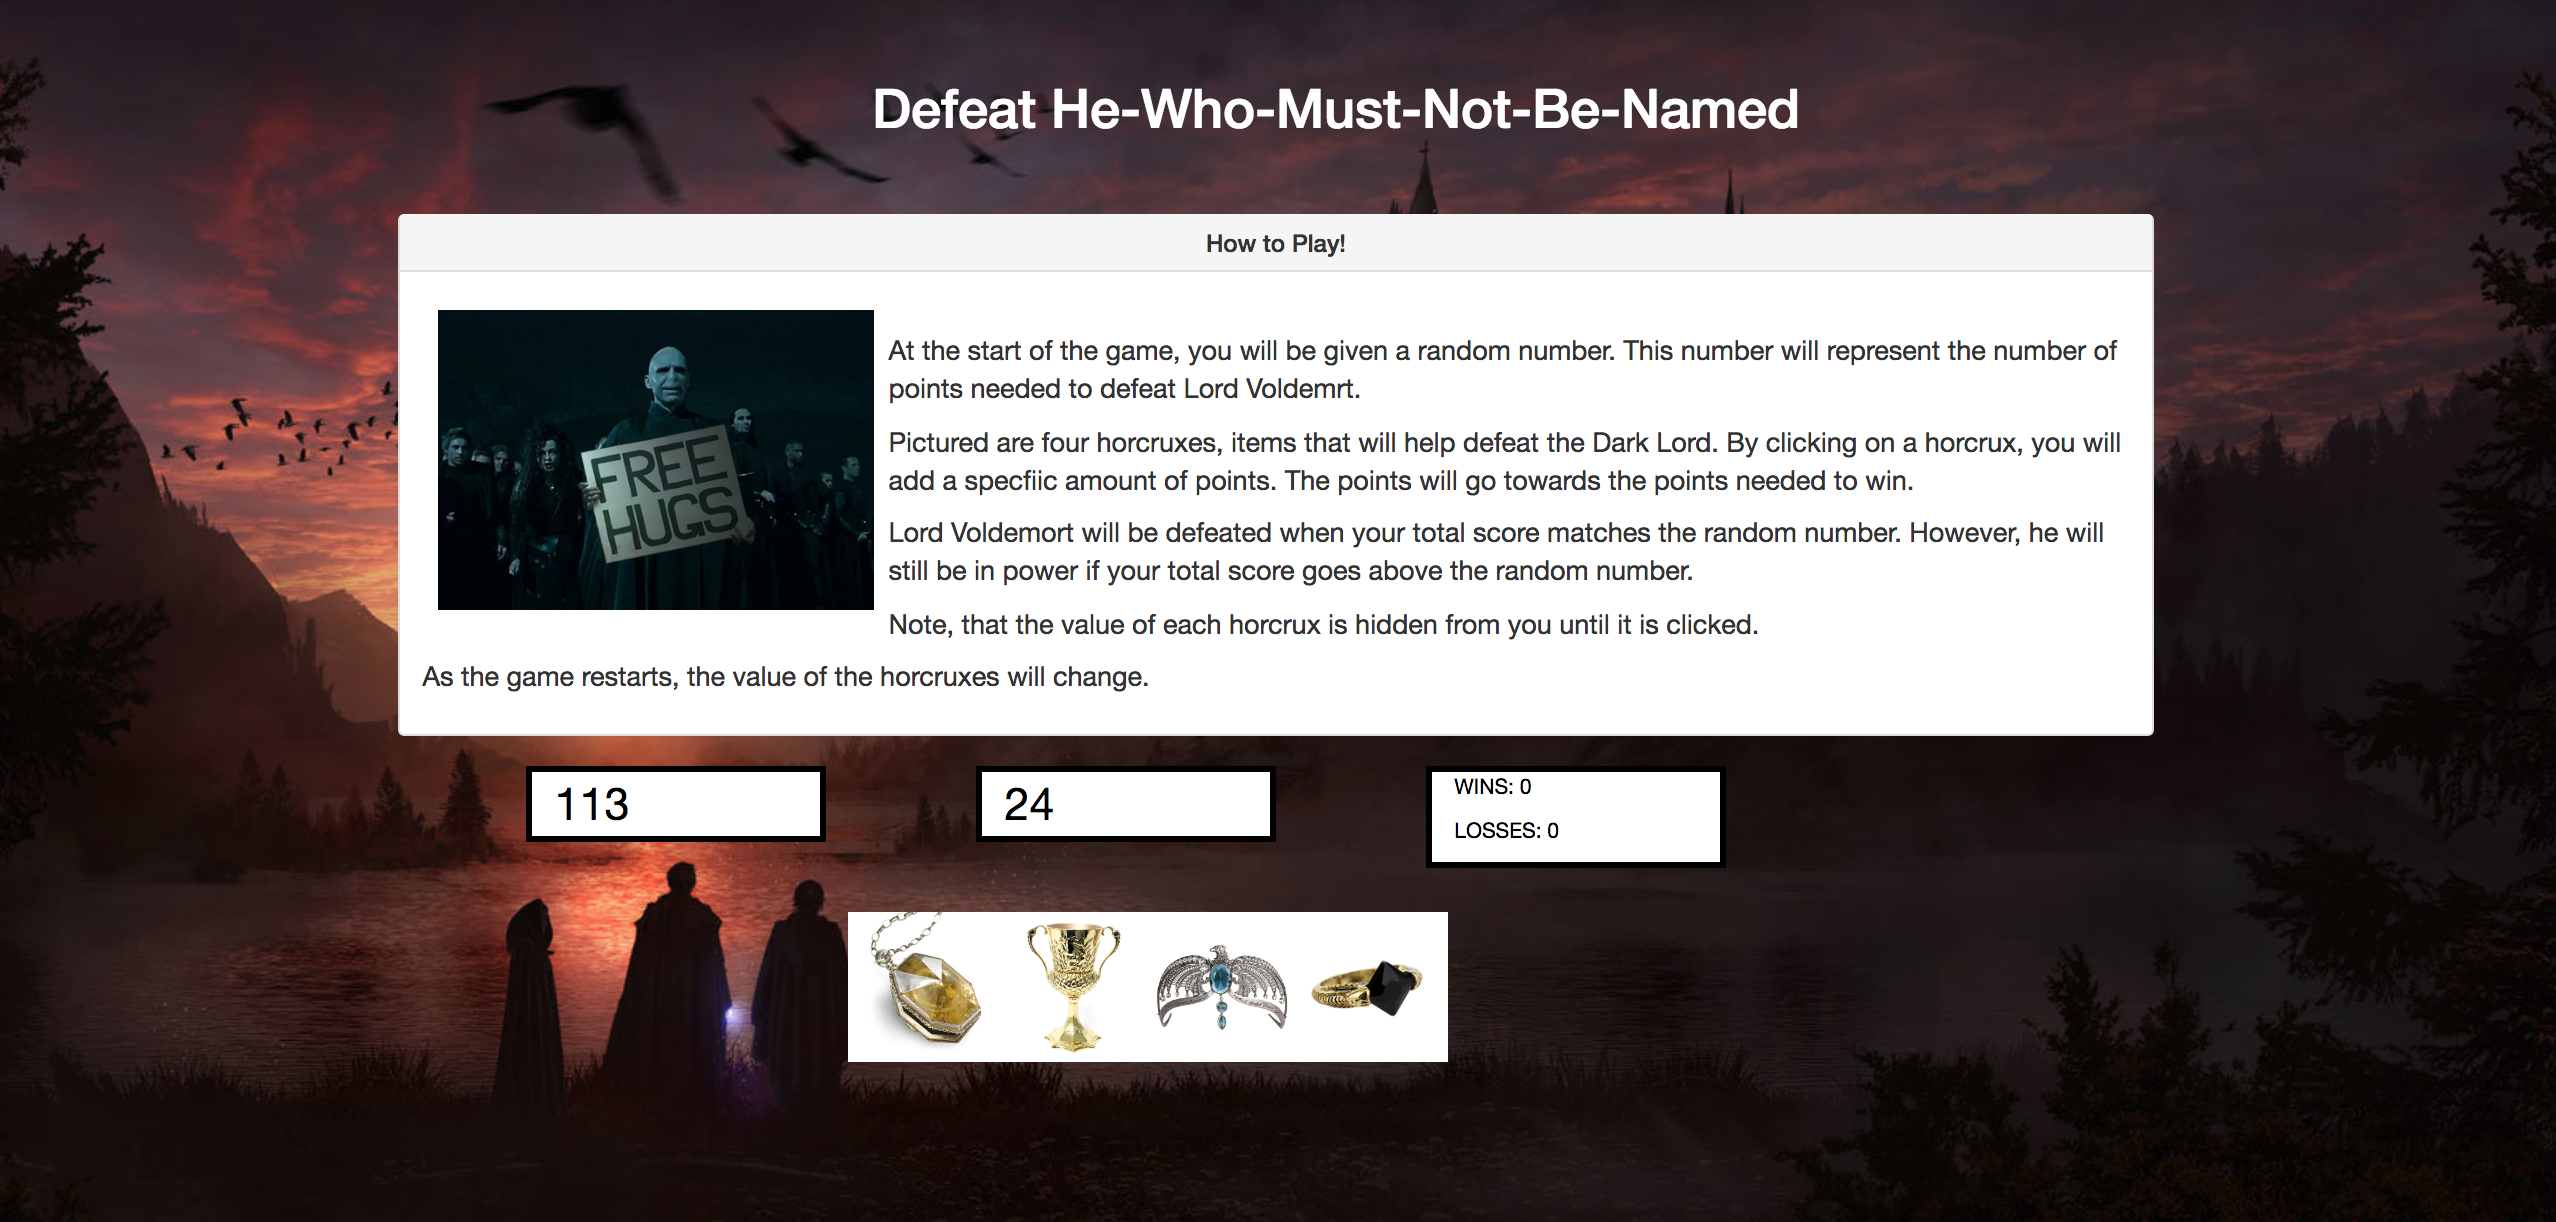 Defeat He-Who-Must-Not-Be-Named
How to Play!
FREE
HUGS
At the start of the game, you will be given a random number. This number will represent the number of
points needed to defeat Lord Voldemrt.
Pictured are four horcruxes, items that will help defeat the Dark Lord. By clicking on a horcrux, you will
add a specfiic amount of points. The points will go towards the points needed to win.
Lord Voldemort will be defeated when your total score matches the random number. However, he will
still be in power if your total score goes above the random number.
Note, that the value of each horcrux is hidden from you until it is clicked.
As the game restarts, the value of the horcruxes will change.
113
24
WINS: 0
LOSSES: 0